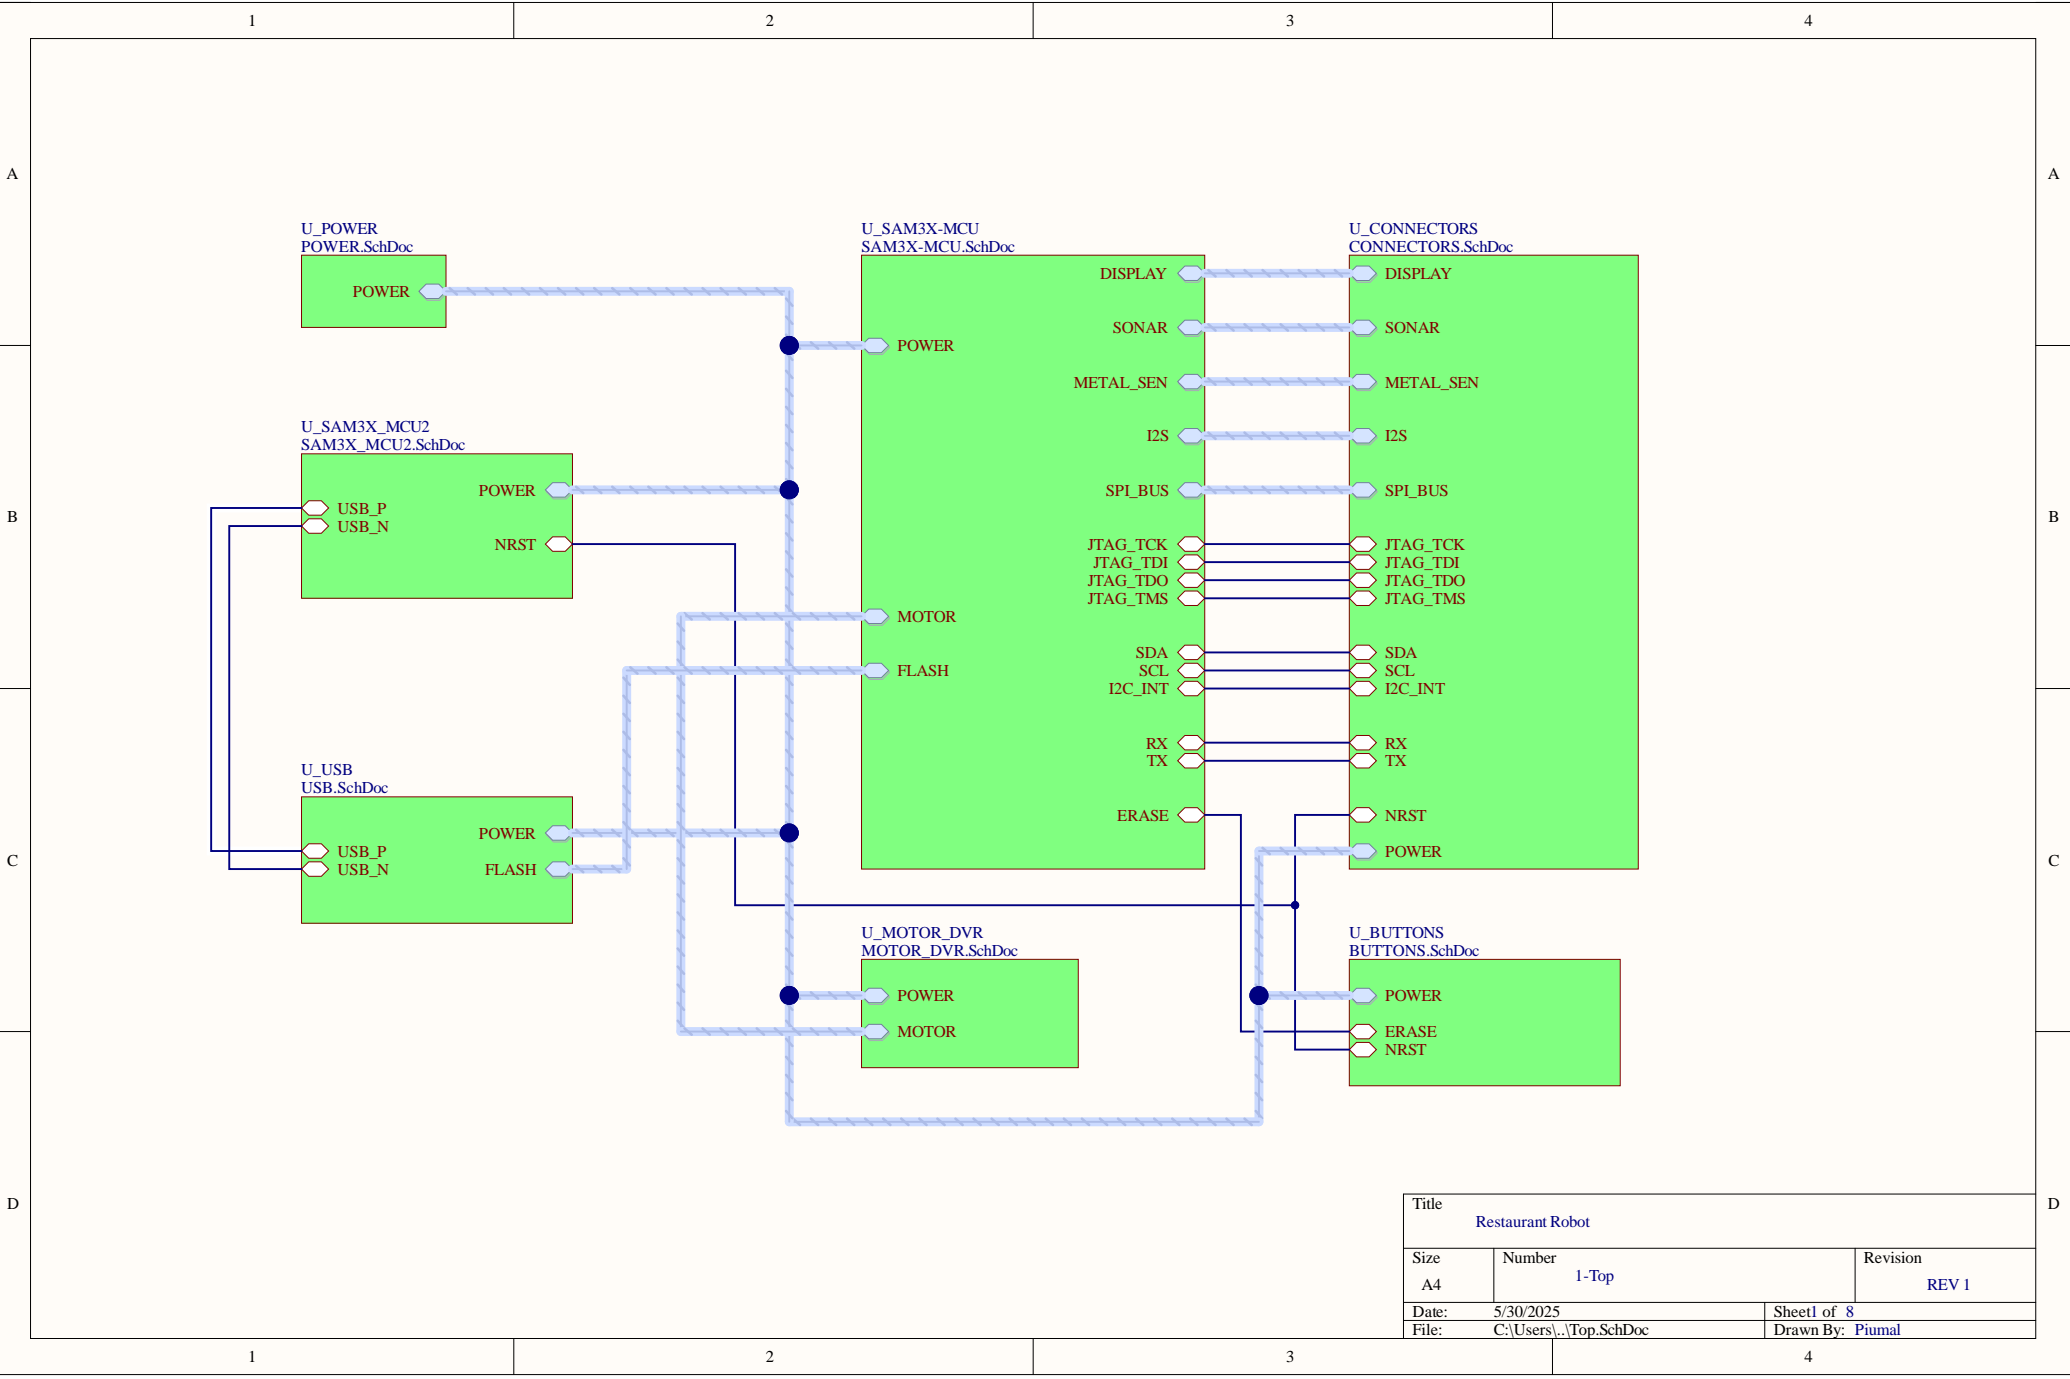 1 2 3 4
A A
U_POWER
POWER.SchDoc
POWER
U_SAM3X-MCU
SAM3X-MCU.SchDoc
DISPLAY
SONAR
POWER
METAL_SEN
I2S
SPI_BUS
JTAG_TCK
JTAG_TDI
JTAG_TDO
JTAG_TMS
MOTOR
SDA
SCL
FLASH
I2C_INT
RX
TX
ERASE
U_CONNECTORS
CONNECTORS.SchDoc
DISPLAY
SONAR
METAL_SEN
I2S
SPI_BUS
JTAG_TCK
JTAG_TDI
JTAG_TDO
JTAG_TMS
SDA
SCL
I2C_INT
RX
TX
NRST
POWER
U_SAM3X_MCU2
SAM3X_MCU2.SchDoc
POWER
USB_P
USB_N
NRST
B B
U_USB
USB.SchDoc
POWER
USB_P
USB_N
FLASH
C C
U_MOTOR_DVR
MOTOR_DVR.SchDoc
POWER
MOTOR
U_BUTTONS
BUTTONS.SchDoc
POWER
ERASE
NRST
D D
Title
Restaurant Robot
Size Number Revision
A4 1-Top REV 1
Date: 5/30/2025 Sheet1 of 8
File: C:\Users\..\Top.SchDoc Drawn By: Piumal
1 2 3 4